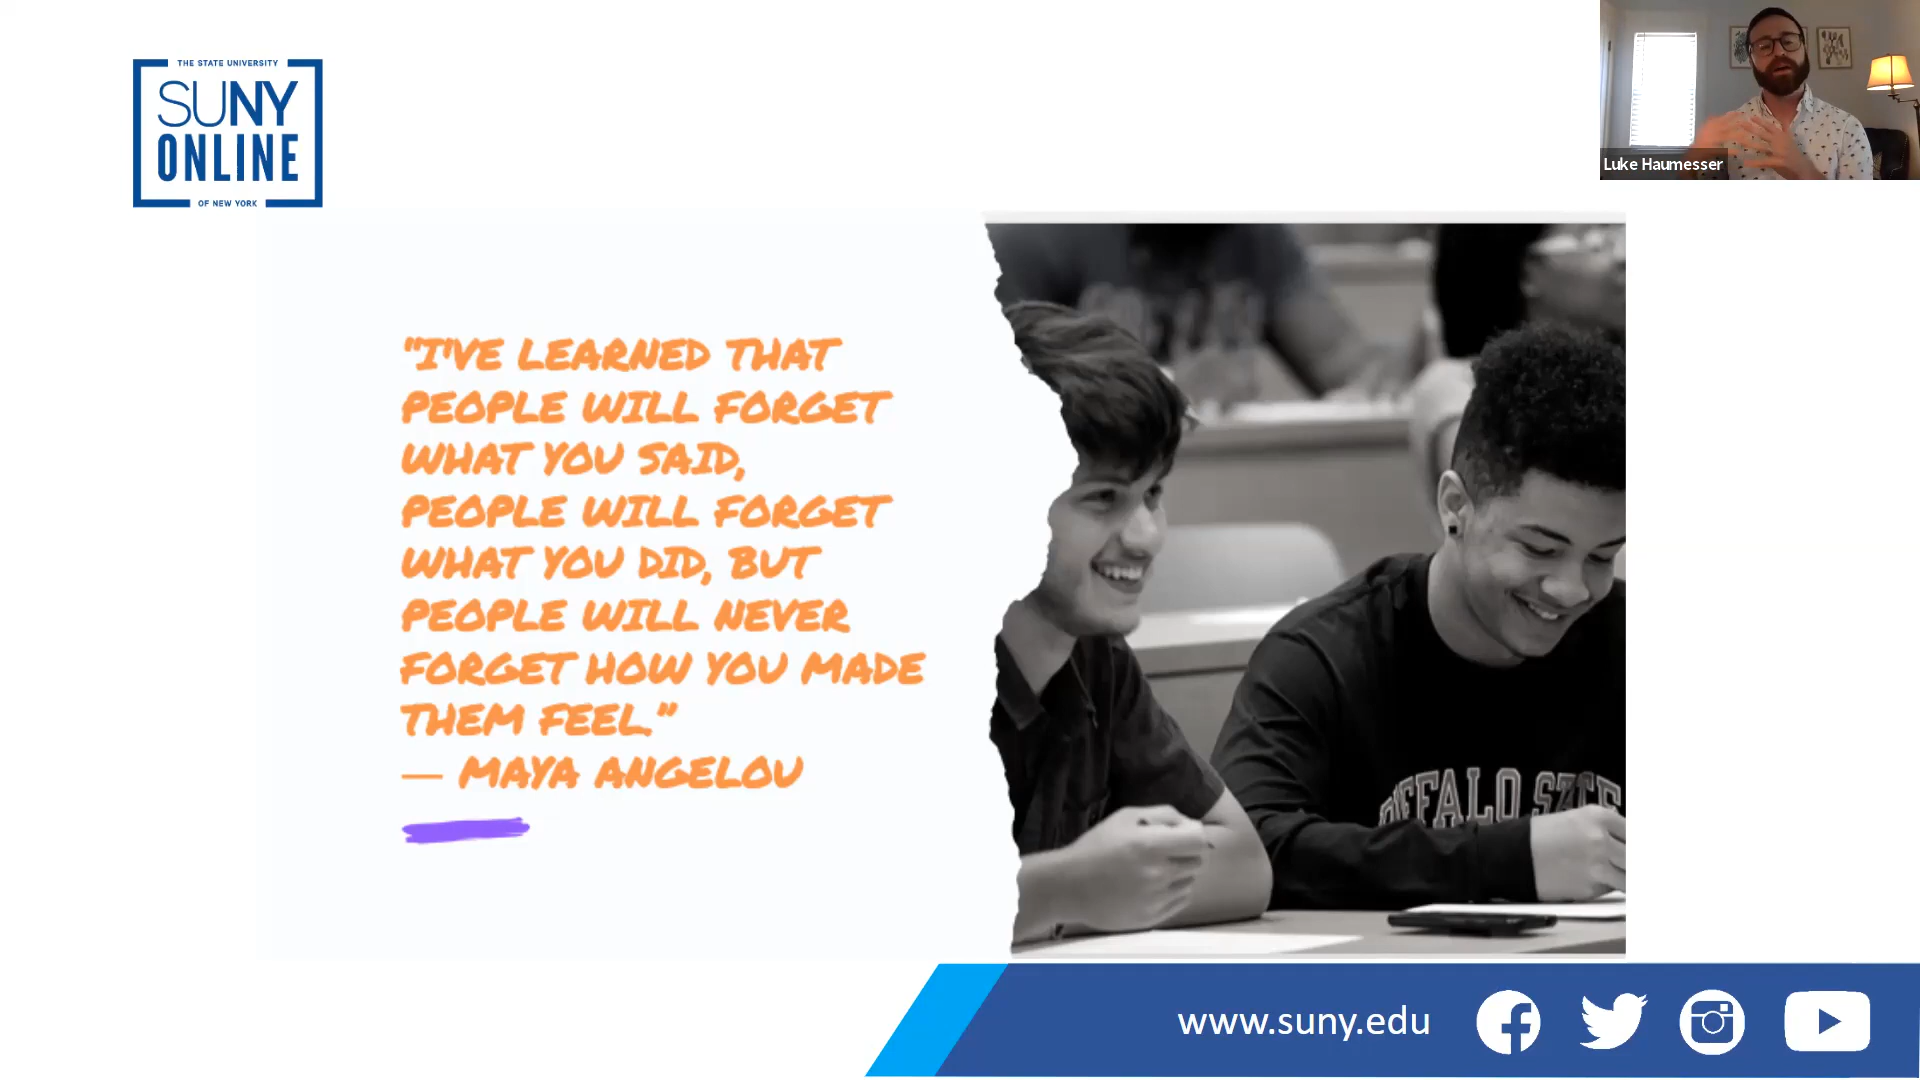 THE STATE UNIVERSITY
SUNY
ONLINE
OF NEW YORK
Luke Haumesser
"I'VE LEARNED THAT
PEOPLE WILL FORGET
WHAT YOU SAID,
PEOPLE WILL FORGET
WHAT YOU DID, BUT
PEOPLE WILL NEVER
FORGET HOW YOU MADE
THEM FEEL."
— MAYA ANGELOU
www.suny.edu